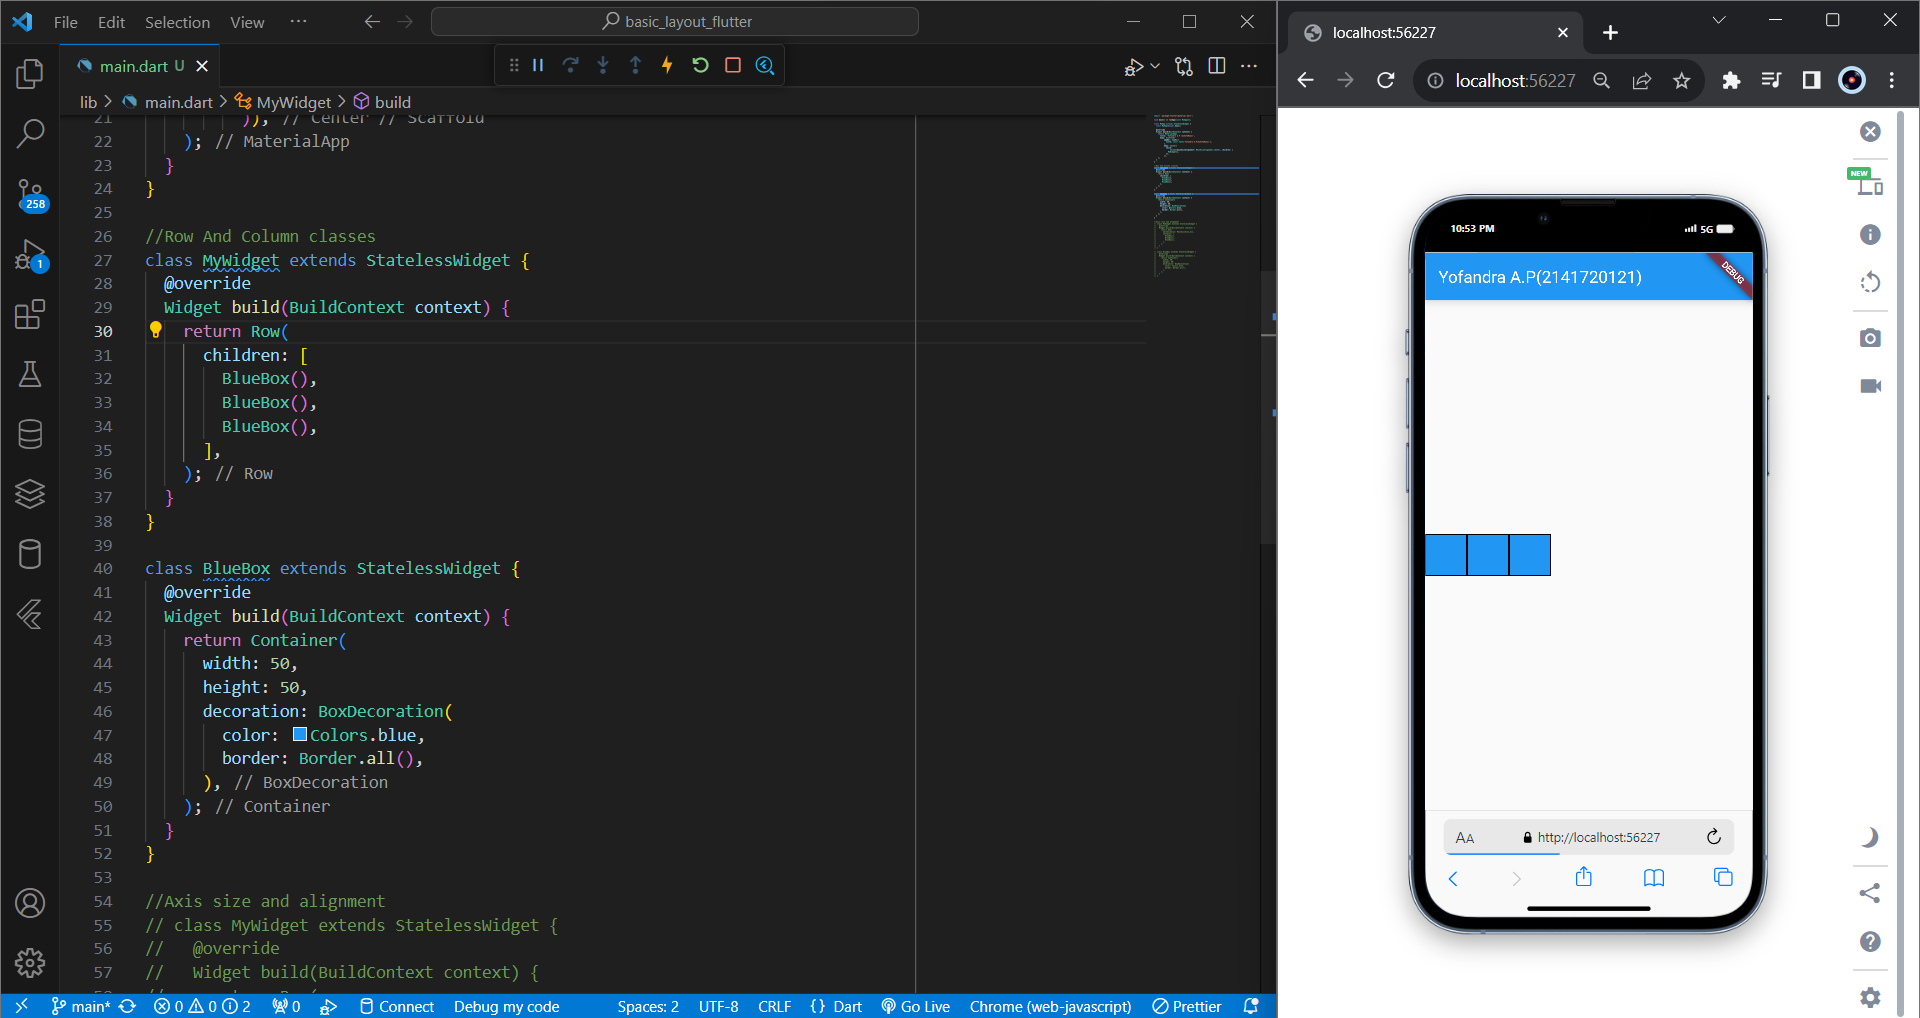 File Edit Selection View ··· basic_layout_flutter
main.dart U
lib > main.dart > MyWidget > build
21 )), // Center // Scaffold
22 ); // MaterialApp
23 }
24 }
25
26 //Row And Column classes
27 class MyWidget extends StatelessWidget {
28 @override
29 Widget build(BuildContext context) {
30 return Row(
31 children: [
32 BlueBox(),
33 BlueBox(),
34 BlueBox(),
35 ],
36 ); // Row
37 }
38 }
39
40 class BlueBox extends StatelessWidget {
41 @override
42 Widget build(BuildContext context) {
43 return Container(
44 width: 50,
45 height: 50,
46 decoration: BoxDecoration(
47 color: Colors.blue,
48 border: Border.all(),
49 ), // BoxDecoration
50 ); // Container
51 }
52 }
53
54 //Axis size and alignment
55 // class MyWidget extends StatelessWidget {
56 // @override
57 // Widget build(BuildContext context) {
258
1
main* 0 0 2 0 Connect Debug my code Spaces: 2 UTF-8 CRLF {} Dart Go Live Chrome (web-javascript) Prettier
localhost:56227
localhost:56227
NEW
10:53 PM 5G
Yofandra A.P(2141720121)
DEBUG
AA http://localhost:56227